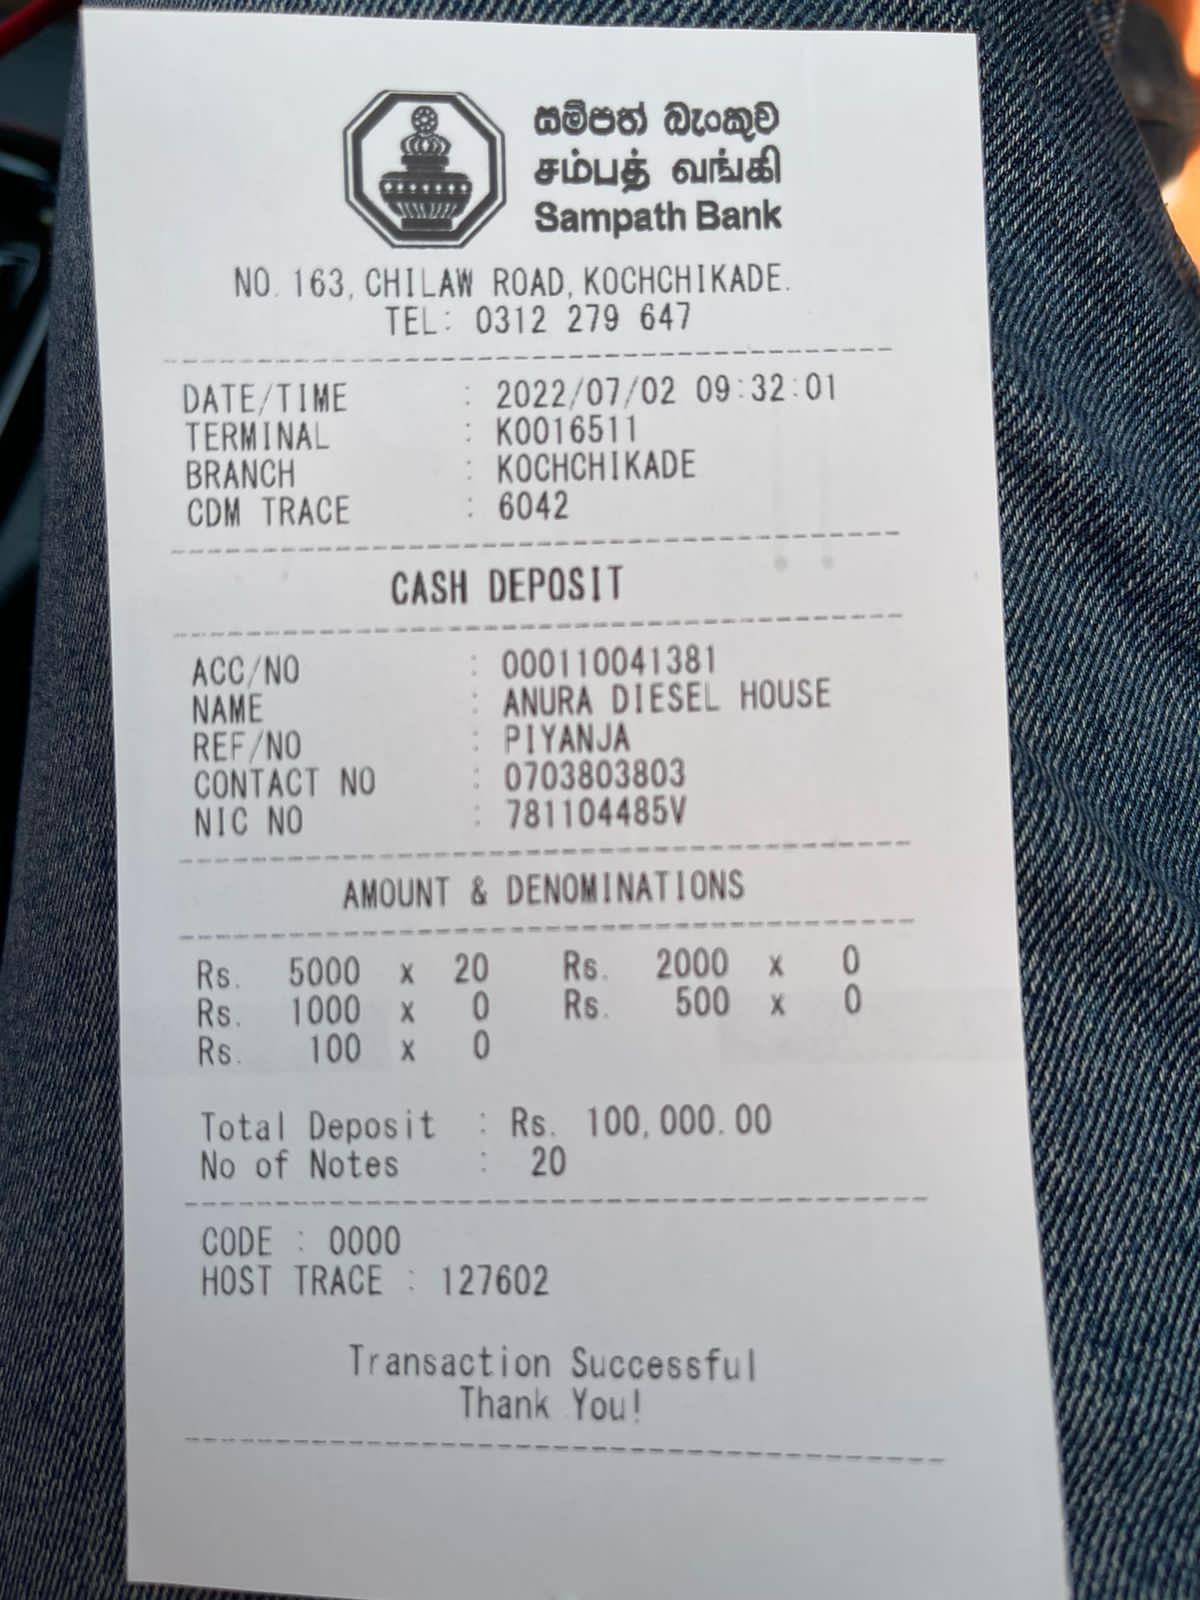 සම්පත් බැංකුව
சம்பத் வங்கி
Sampath Bank
NO. 163, CHILAW ROAD, KOCHCHIKADE.
TEL: 0312 279 647
DATE/TIME : 2022/07/02 09:32:01
TERMINAL : K0016511
BRANCH : KOCHCHIKADE
CDM TRACE : 6042
CASH DEPOSIT
ACC/NO : 000110041381
NAME : ANURA DIESEL HOUSE
REF/NO : PIYANJA
CONTACT NO : 0703803803
NIC NO : 781104485V
AMOUNT & DENOMINATIONS
Rs. 5000 x 20 Rs. 2000 x 0
Rs. 1000 x 0 Rs. 500 x 0
Rs. 100 x 0
Total Deposit : Rs. 100,000.00
No of Notes : 20
CODE : 0000
HOST TRACE : 127602
Transaction Successful
Thank You!